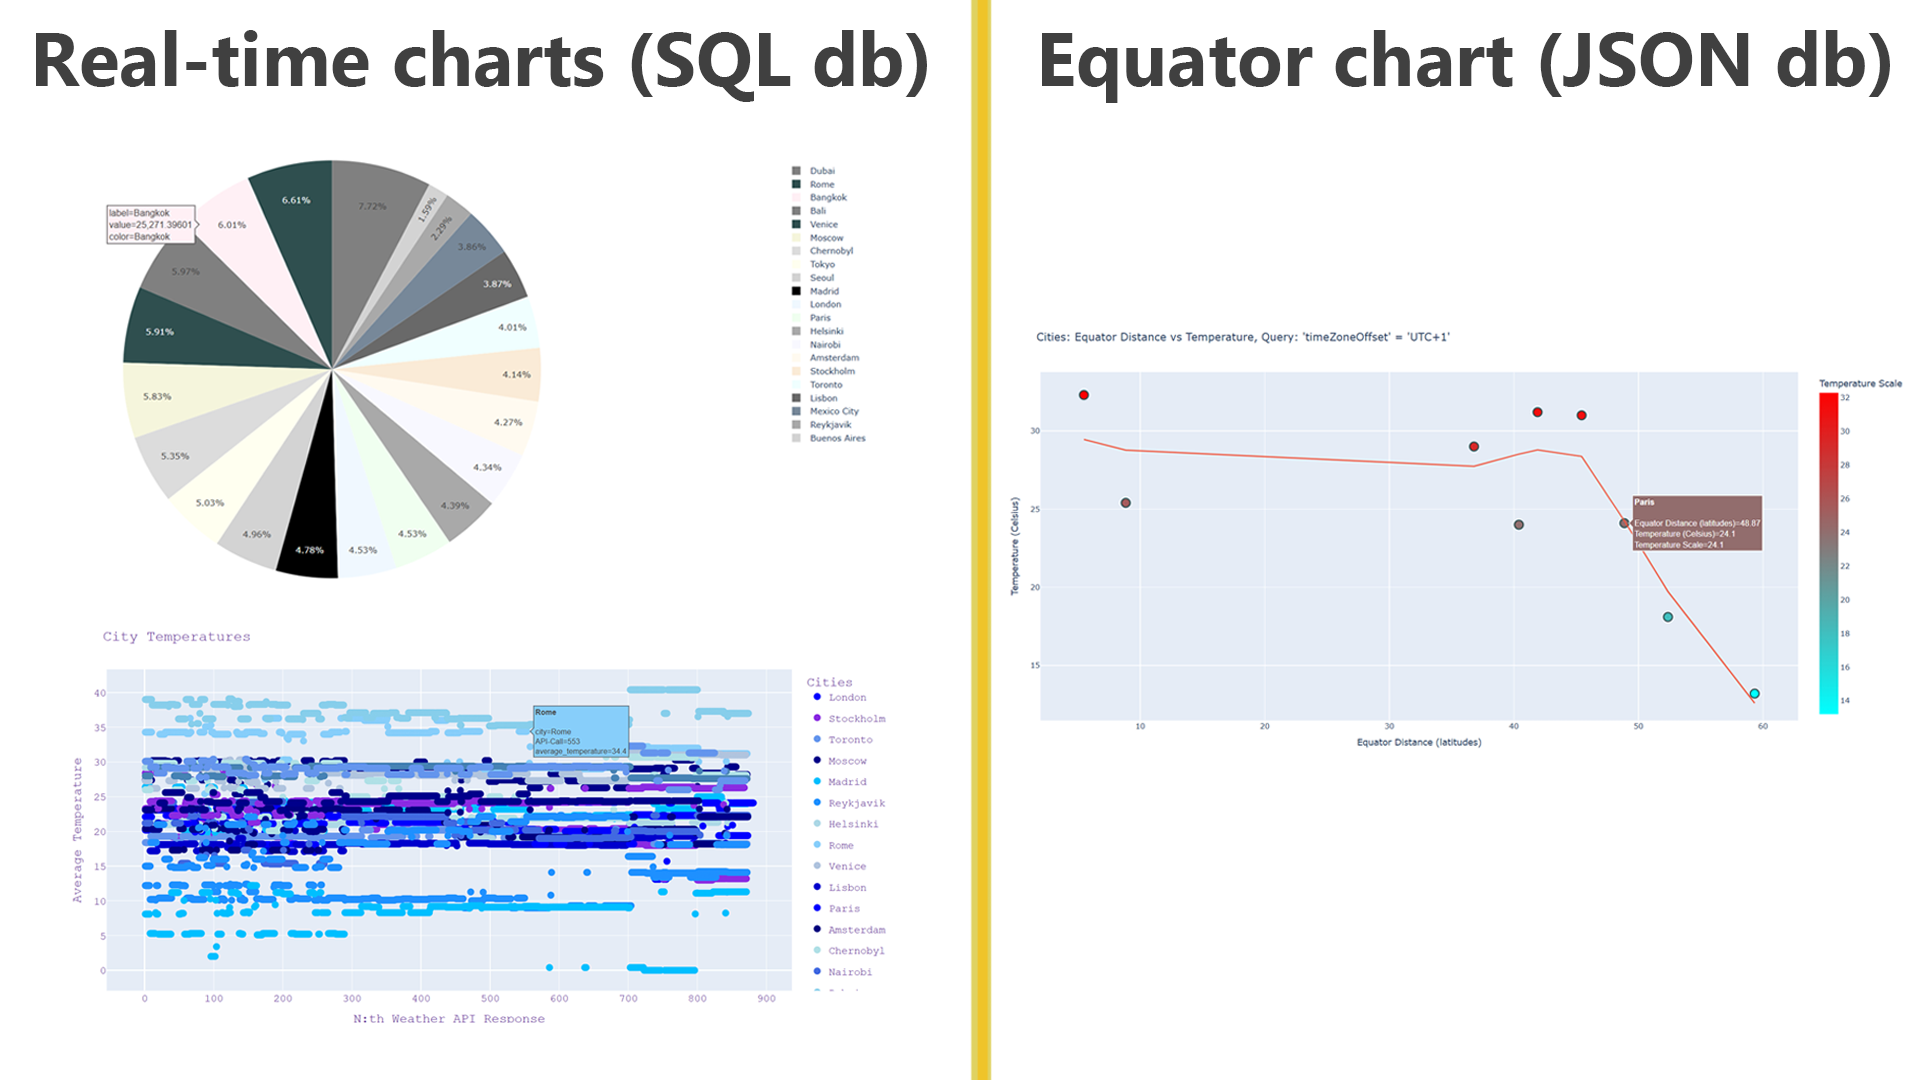 Real-time charts (SQL db)
7.72%
1.59%
2.29%
3.86%
3.87%
4.01%
4.14%
4.27%
4.34%
4.39%
4.53%
4.53%
4.78%
4.96%
5.03%
5.35%
5.83%
5.91%
5.97%
6.01%
6.61%
label=Bangkok
value=25,271.39601
color=Bangkok
Dubai
Rome
Bangkok
Bali
Venice
Moscow
Chernobyl
Tokyo
Seoul
Madrid
London
Paris
Helsinki
Nairobi
Amsterdam
Stockholm
Toronto
Lisbon
Mexico City
Reykjavik
Buenos Aires
City Temperatures
Average Temperature
40
35
30
25
20
15
10
5
0
Rome
city=Rome
API-Call=553
average_temperature=34.4
0 100 200 300 400 500 600 700 800 900
N:th Weather API Response
Cities
London
Stockholm
Toronto
Moscow
Madrid
Reykjavik
Helsinki
Rome
Venice
Lisbon
Paris
Amsterdam
Chernobyl
Nairobi
Equator chart (JSON db)
Cities: Equator Distance vs Temperature, Query: 'timeZoneOffset' = 'UTC+1'
Temperature (Celsius)
30
25
20
15
Paris
Equator Distance (latitudes)=48.87
Temperature (Celsius)=24.1
Temperature Scale=24.1
10 20 30 40 50 60
Equator Distance (latitudes)
Temperature Scale
32
30
28
26
24
22
20
18
16
14